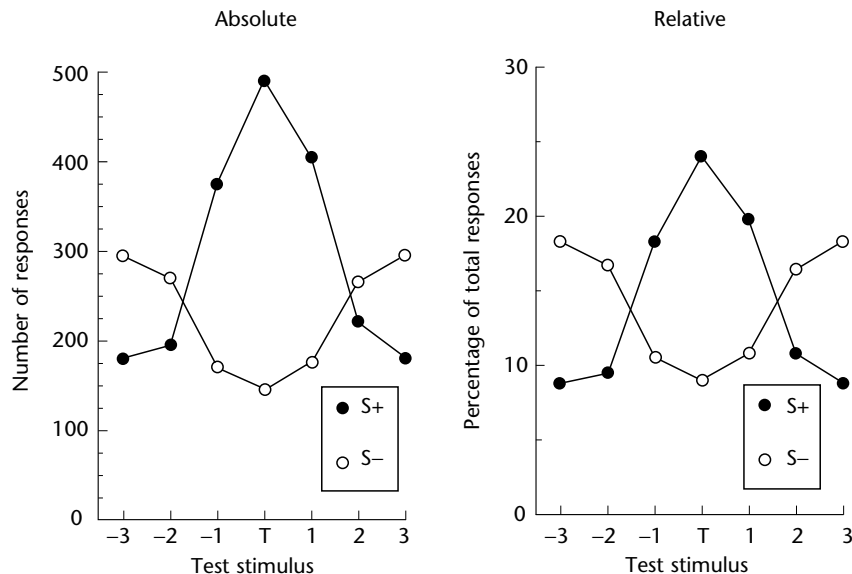 Absolute
500
400
300
200
100
0
Number of responses
−3 −2 −1 T 1 2 3
Test stimulus
S+
S−
Relative
30
20
10
0
Percentage of total responses
−3 −2 −1 T 1 2 3
Test stimulus
S+
S−